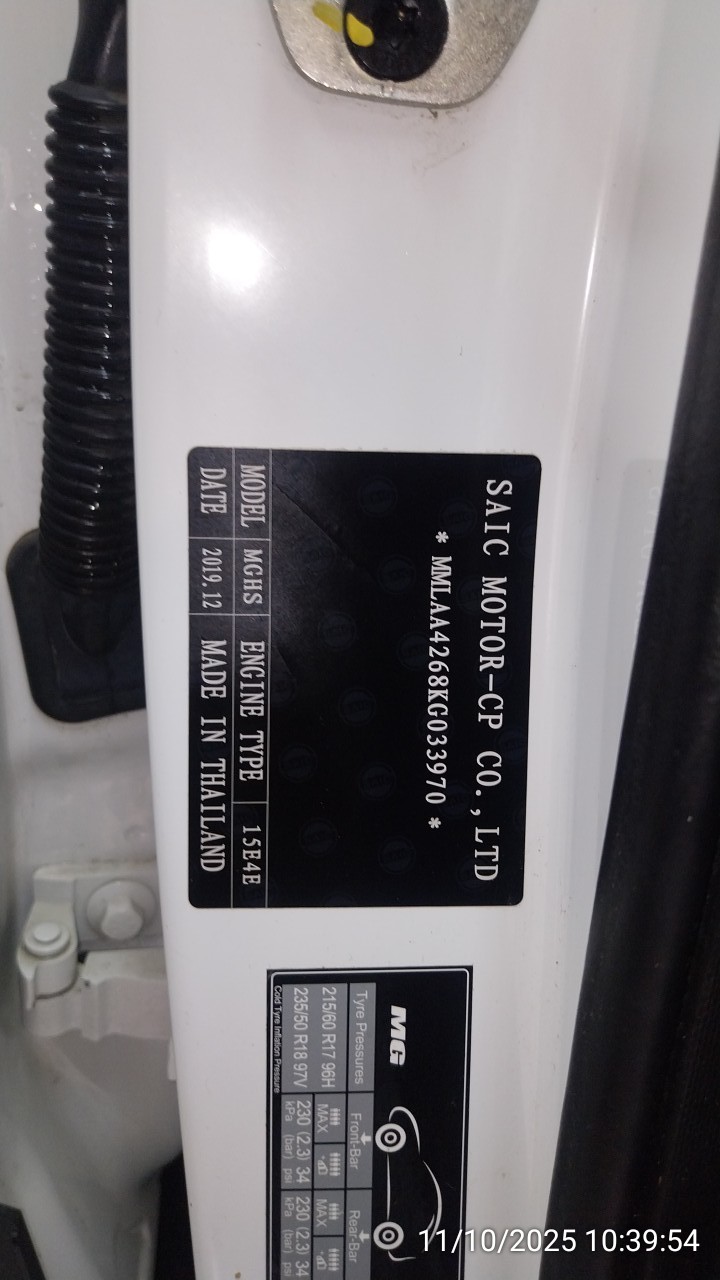 SAIC MOTOR-CP CO.,LTD
* MMLAA4268KG033970 *
MODEL MGHS ENGINE TYPE 15E4E
DATE 2019.12 MADE IN THAILAND
MG
Tyre Pressures Front-Bar Rear-Bar
215/60 R17 96H MAX MAX
235/50 R18 97V 230 (2.3) 34 230 (2.3) 34
kPa (bar) psi kPa (bar) psi
Cold Tyre Inflation Pressure
11/10/2025 10:39:54